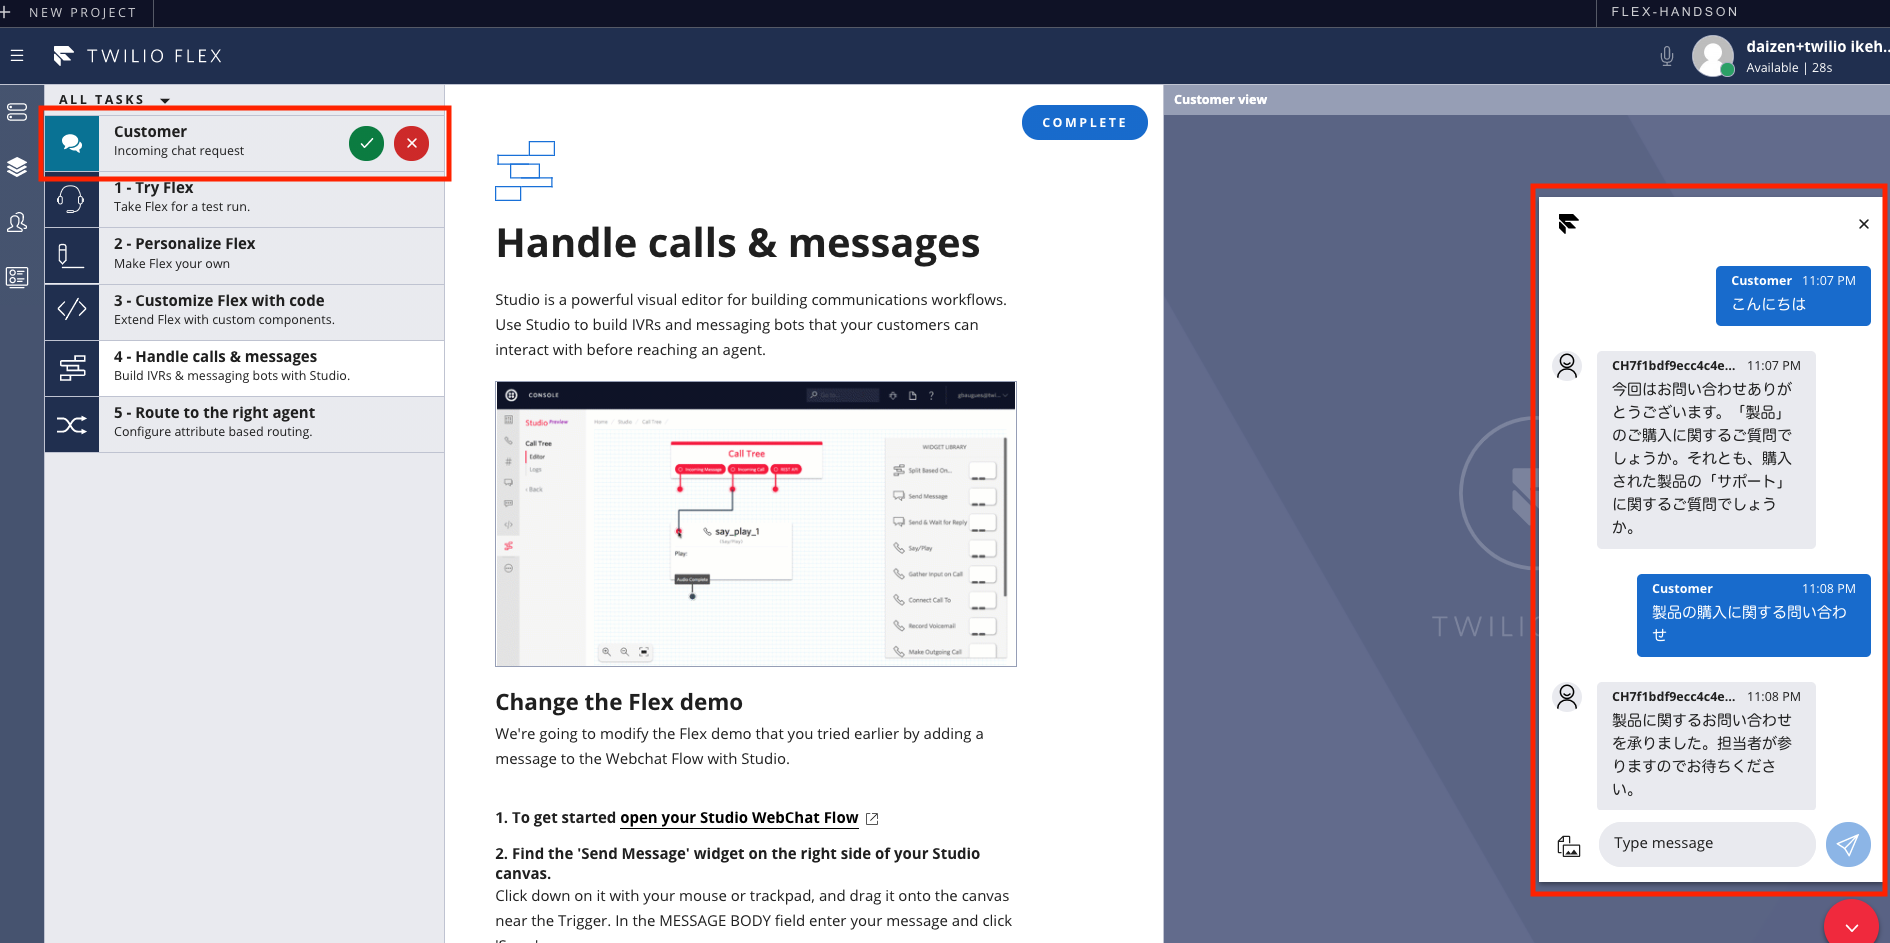 NEW PROJECT
FLEX-HANDSON
TWILIO FLEX
daizen+twilio ikeh...
Available | 28s
ALL TASKS
Customer
Incoming chat request
1 - Try Flex
Take Flex for a test run.
2 - Personalize Flex
Make Flex your own
3 - Customize Flex with code
Extend Flex with custom components.
4 - Handle calls & messages
Build IVRs & messaging bots with Studio.
5 - Route to the right agent
Configure attribute based routing.
COMPLETE
Handle calls & messages
Studio is a powerful visual editor for building communications workflows.
Use Studio to build IVRs and messaging bots that your customers can
interact with before reaching an agent.
CONSOLE
Studio Preview
Home / Studio / Call Tree /
Call Tree
Editor
Logs
‹ Back
Call Tree
Incoming Message
Incoming Call
REST API
say_play_1
(Say/Play)
Play:
Audio Complete
WIDGET LIBRARY
Split Based On...
Send Message
Send & Wait for Reply
Say/Play
Gather Input on Call
Connect Call To
Record Voicemail
Make Outgoing Call
Change the Flex demo
We're going to modify the Flex demo that you tried earlier by adding a
message to the Webchat Flow with Studio.
1. To get started open your Studio WebChat Flow
2. Find the 'Send Message' widget on the right side of your Studio
canvas.
Click down on it with your mouse or trackpad, and drag it onto the canvas
near the Trigger. In the MESSAGE BODY field enter your message and click
Customer view
TWILI
Customer 11:07 PM
こんにちは
CH7f1bdf9ecc4c4e... 11:07 PM
今回はお問い合わせありが
とうございます。「製品」
のご購入に関するご質問で
しょうか。それとも、購入
された製品の「サポート」
に関するご質問でしょう
か。
Customer 11:08 PM
製品の購入に関する問い合わ
せ
CH7f1bdf9ecc4c4e... 11:08 PM
製品に関するお問い合わせ
を承りました。担当者が参
りますのでお待ちくださ
い。
Type message